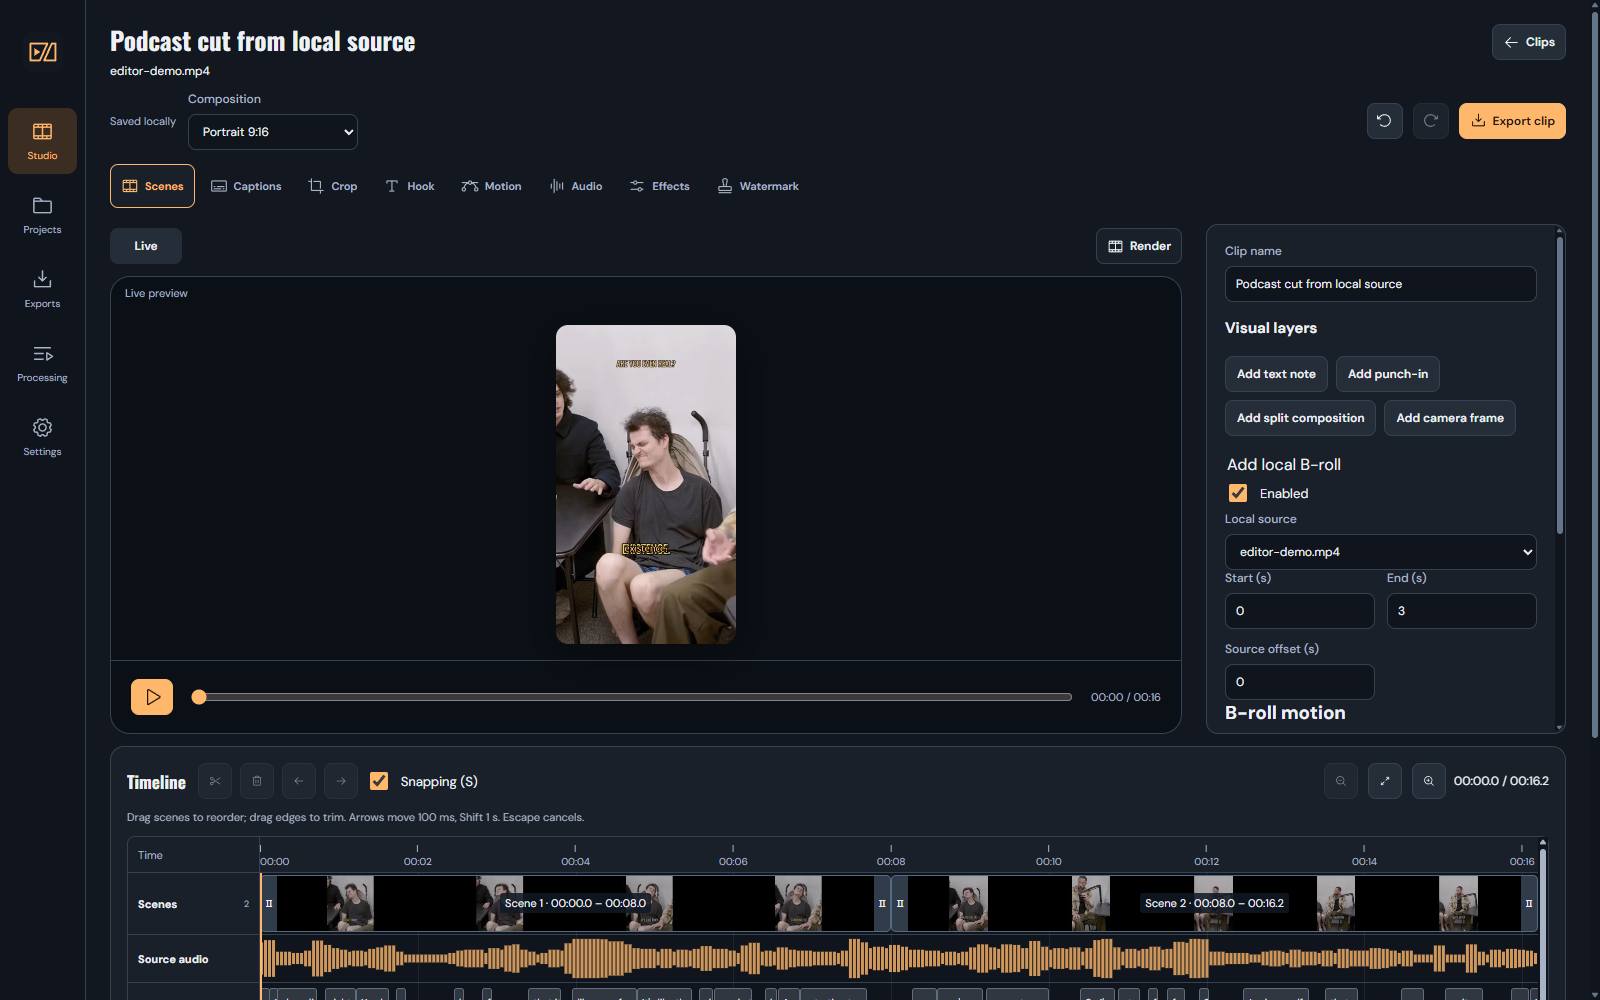 Podcast cut from local source
editor-demo.mp4
Clips
Saved locally
Composition
Portrait 9:16
Export clip
Studio
Projects
Exports
Processing
Settings
Scenes
Captions
Crop
Hook
Motion
Audio
Effects
Watermark
Live
Render
Live preview
ARE YOU EVEN REAL?
EXISTENCE.
00:00 / 00:16
Clip name
Podcast cut from local source
Visual layers
Add text note
Add punch-in
Add split composition
Add camera frame
Add local B-roll
Enabled
Local source
editor-demo.mp4
Start (s)
End (s)
0
3
Source offset (s)
0
B-roll motion
Timeline
Snapping (S)
00:00.0 / 00:16.2
Drag scenes to reorder; drag edges to trim. Arrows move 100 ms, Shift 1 s. Escape cancels.
Time
00:00
00:02
00:04
00:06
00:08
00:10
00:12
00:14
00:16
Scenes
2
Scene 1 · 00:00.0 – 00:08.0
Scene 2 · 00:08.0 – 00:16.2
Source audio